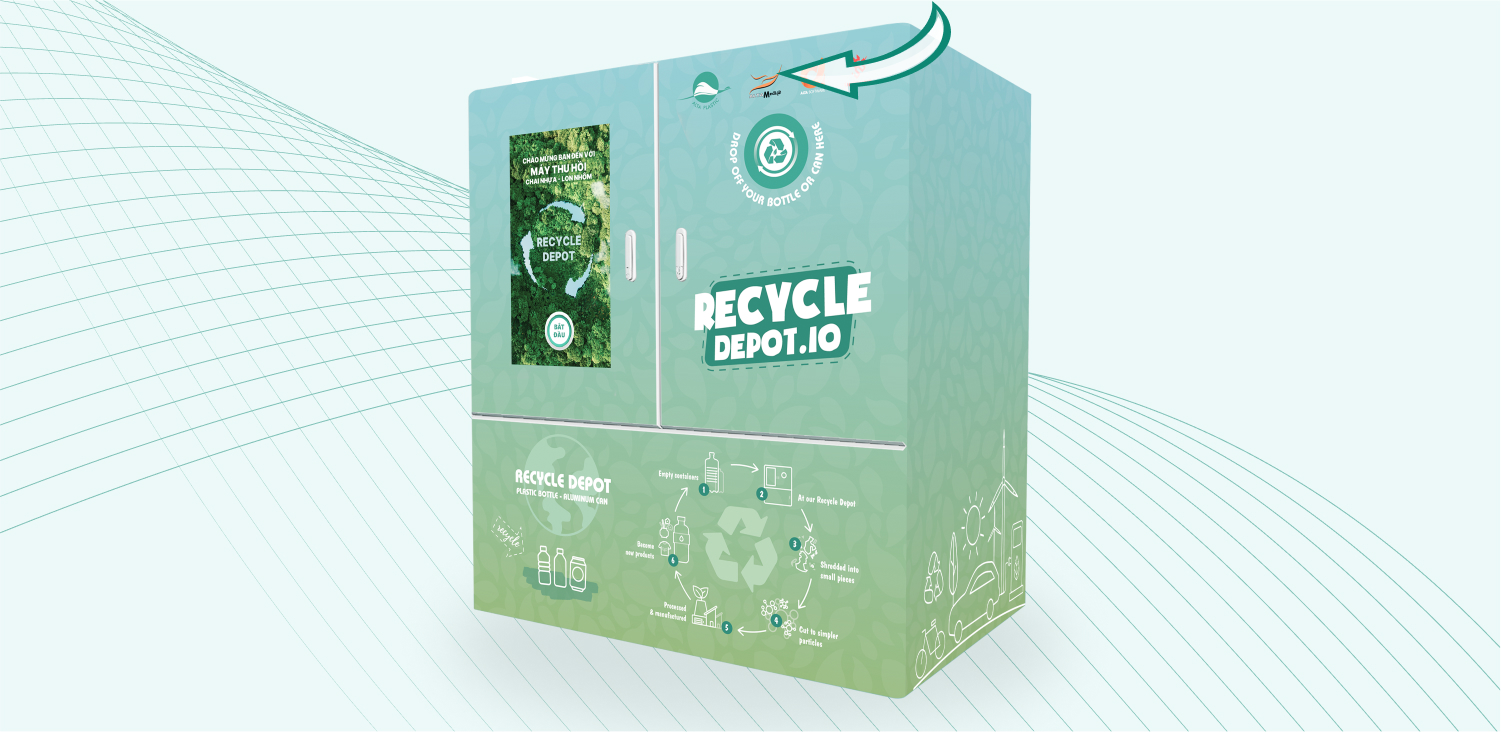 CHÀO MỪNG BẠN ĐẾN VỚI
MÁY THU HỒI
CHAI NHỰA - LON NHÔM
RECYCLE
DEPOT
BẮT
ĐẦU
DROP OFF YOUR BOTTLE OR CAN HERE
RECYCLE
DEPOT.IO
RECYCLE DEPOT
PLASTIC BOTTLE - ALUMINUM CAN
recycle
Empty containers
1
2
At our Recycle Depot
3
Shredded into
small pieces
4
Cut to simpler
particles
5
Processed
& manufactured
6
Become
new products